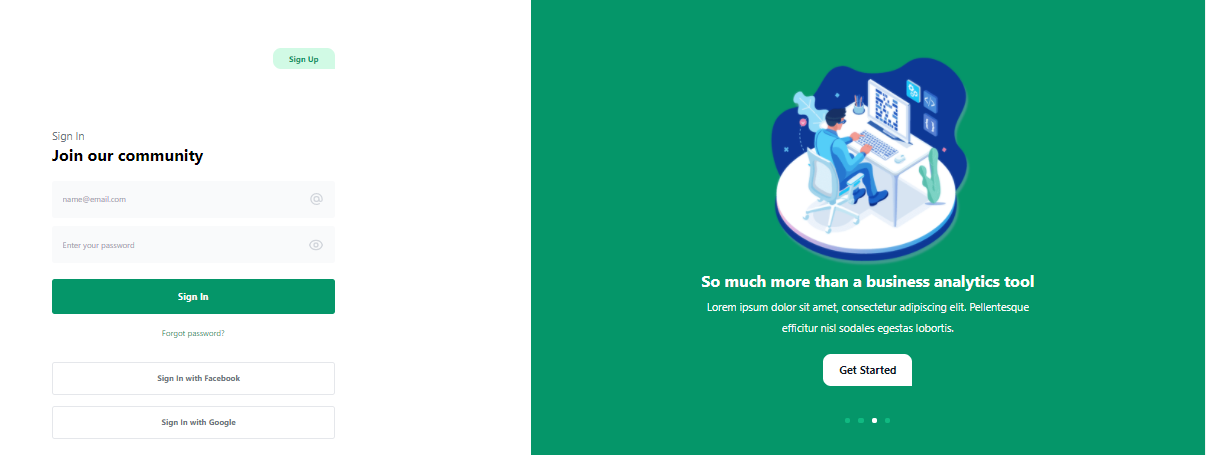 Sign Up
Sign In
Join our community
name@email.com
Enter your password
Sign In
Forgot password?
Sign In with Facebook
Sign In with Google
So much more than a business analytics tool
Lorem ipsum dolor sit amet, consectetur adipiscing elit. Pellentesque
efficitur nisl sodales egestas lobortis.
Get Started